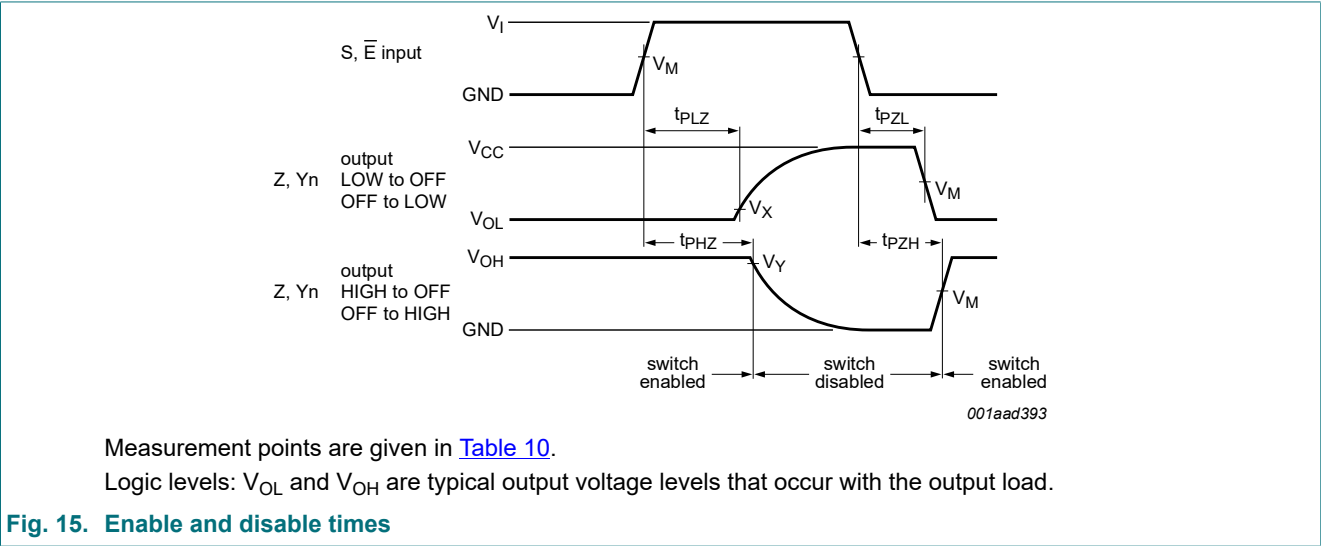 V_I
S, E̅ input
V_M
GND
t_PLZ
t_PZL
V_CC
output
Z, Yn LOW to OFF
OFF to LOW
V_M
V_X
V_OL
t_PHZ
t_PZH
V_OH
V_Y
output
Z, Yn HIGH to OFF
OFF to HIGH
V_M
GND
switch enabled
switch disabled
switch enabled
001aad393
Measurement points are given in Table 10.
Logic levels: V_OL and V_OH are typical output voltage levels that occur with the output load.
Fig. 15. Enable and disable times